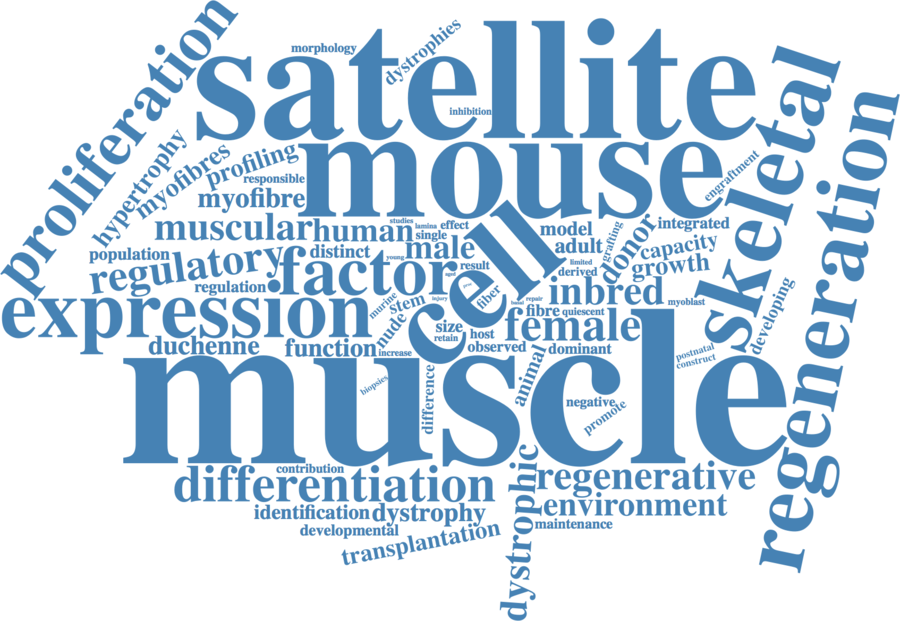 proliferation
morphology
dystrophies
satellite
inhibition
skeletal
regeneration
hypertrophy
myofibres
profiling
responsible
myofibre
mouse
engraftment
muscular
human
studies
lamina
effect
single
model
grafting
donor
integrated
population
distinct
young
male
adult
capacity
regulatory
factor
aged
result
cell
limited
derived
growth
regulation
expression
murine
stem
injury
year
fiber
basal
repair
inbred
myoblast
developing
nude
size
retain
host
fibre
quiescent
female
duchenne
function
increase
observed
dominant
postnatal
construct
muscle
biopsies
difference
animal
negative
promote
contribution
differentiation
dystrophic
regenerative
identification
dystrophy
environment
developmental
maintenance
transplantation